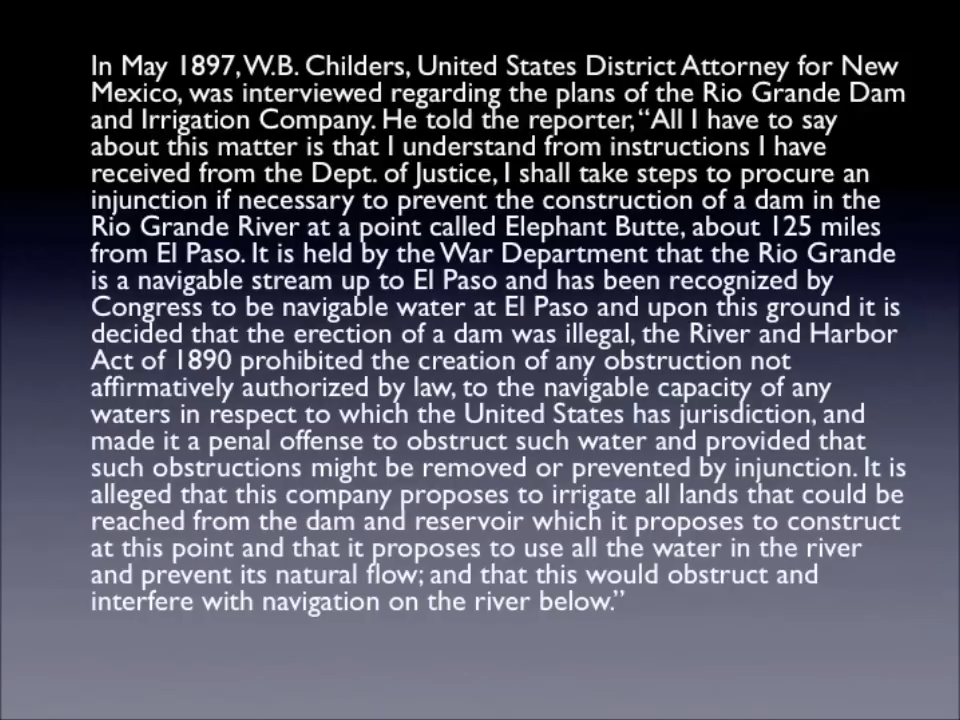 In May 1897, W.B. Childers, United States District Attorney for New
Mexico, was interviewed regarding the plans of the Rio Grande Dam
and Irrigation Company. He told the reporter, “All I have to say
about this matter is that I understand from instructions I have
received from the Dept. of Justice, I shall take steps to procure an
injunction if necessary to prevent the construction of a dam in the
Rio Grande River at a point called Elephant Butte, about 125 miles
from El Paso. It is held by the War Department that the Rio Grande
is a navigable stream up to El Paso and has been recognized by
Congress to be navigable water at El Paso and upon this ground it is
decided that the erection of a dam was illegal, the River and Harbor
Act of 1890 prohibited the creation of any obstruction not
affirmatively authorized by law, to the navigable capacity of any
waters in respect to which the United States has jurisdiction, and
made it a penal offense to obstruct such water and provided that
such obstructions might be removed or prevented by injunction. It is
alleged that this company proposes to irrigate all lands that could be
reached from the dam and reservoir which it proposes to construct
at this point and that it proposes to use all the water in the river
and prevent its natural flow; and that this would obstruct and
interfere with navigation on the river below.”